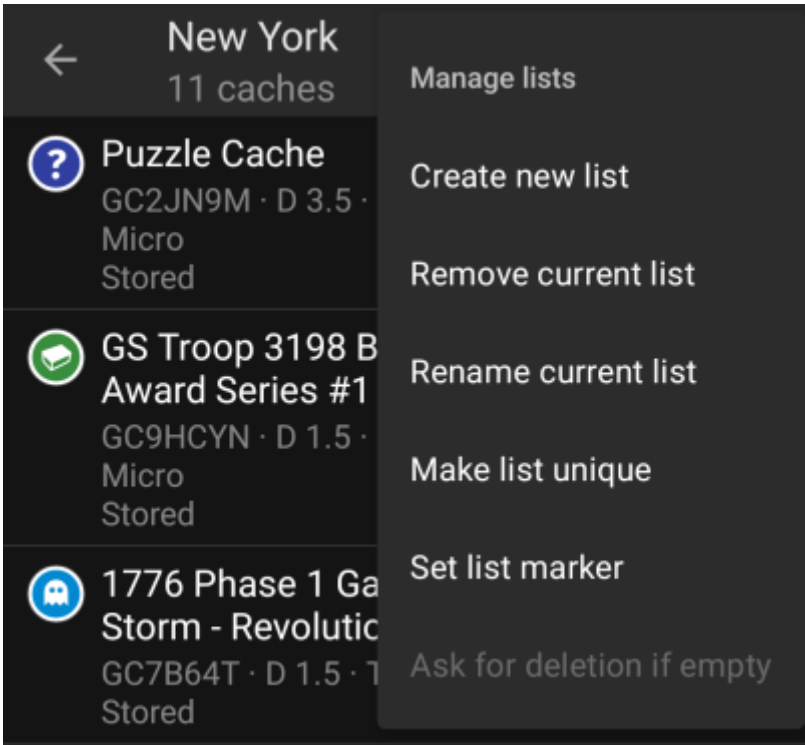 New York
11 caches
Puzzle Cache
GC2JN9M · D 3.5 ·
Micro
Stored
GS Troop 3198 B
Award Series #1
GC9HCYN · D 1.5 ·
Micro
Stored
1776 Phase 1 Ga
Storm - Revolutio
GC7B64T · D 1.5 · T
Stored
Manage lists
Create new list
Remove current list
Rename current list
Make list unique
Set list marker
Ask for deletion if empty